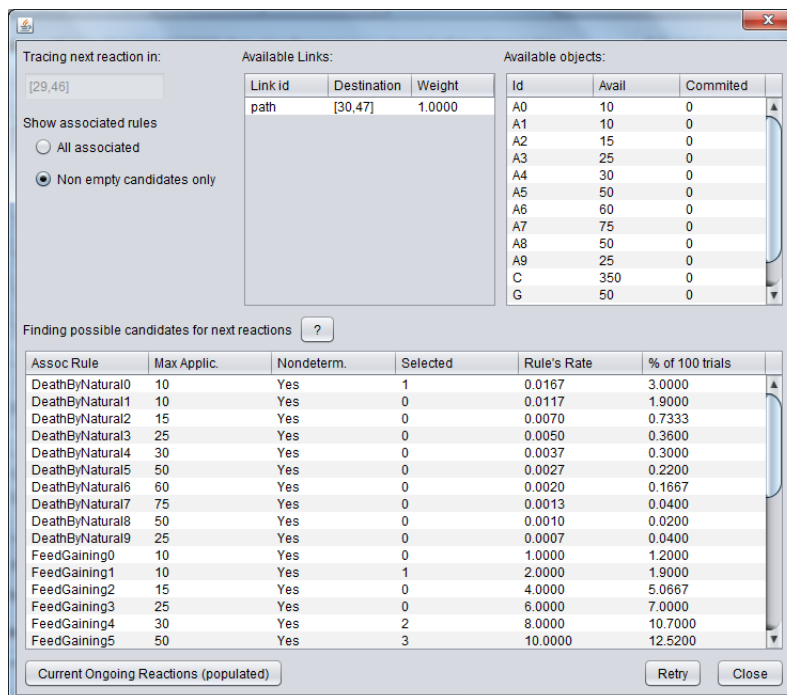 Tracing next reaction in:
[29,46]
Show associated rules
All associated
Non empty candidates only
Available Links:
Link id Destination Weight
path [30,47] 1.0000
Available objects:
Id Avail Commited
A0 10 0
A1 10 0
A2 15 0
A3 25 0
A4 30 0
A5 50 0
A6 60 0
A7 75 0
A8 50 0
A9 25 0
C 350 0
G 50 0
Finding possible candidates for next reactions ?
Assoc Rule Max Applic. Nondeterm. Selected Rule's Rate % of 100 trials
DeathByNatural0 10 Yes 1 0.0167 3.0000
DeathByNatural1 10 Yes 0 0.0117 1.9000
DeathByNatural2 15 Yes 0 0.0070 0.7333
DeathByNatural3 25 Yes 0 0.0050 0.3600
DeathByNatural4 30 Yes 0 0.0037 0.3000
DeathByNatural5 50 Yes 0 0.0027 0.2200
DeathByNatural6 60 Yes 0 0.0020 0.1667
DeathByNatural7 75 Yes 0 0.0013 0.0400
DeathByNatural8 50 Yes 0 0.0010 0.0200
DeathByNatural9 25 Yes 0 0.0007 0.0400
FeedGaining0 10 Yes 0 1.0000 1.2000
FeedGaining1 10 Yes 1 2.0000 1.9000
FeedGaining2 15 Yes 0 4.0000 5.0667
FeedGaining3 25 Yes 0 6.0000 7.0000
FeedGaining4 30 Yes 2 8.0000 10.7000
FeedGaining5 50 Yes 3 10.0000 12.5200
Current Ongoing Reactions (populated) Retry Close